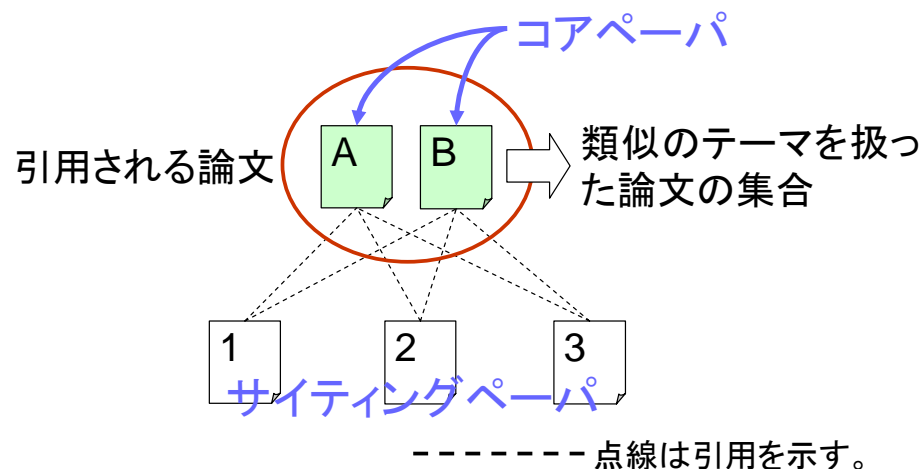 コアペーパ
引用される論文
A
B
類似のテーマを扱っ
た論文の集合
1
2
3
サイティングペーパ
点線は引用を示す。